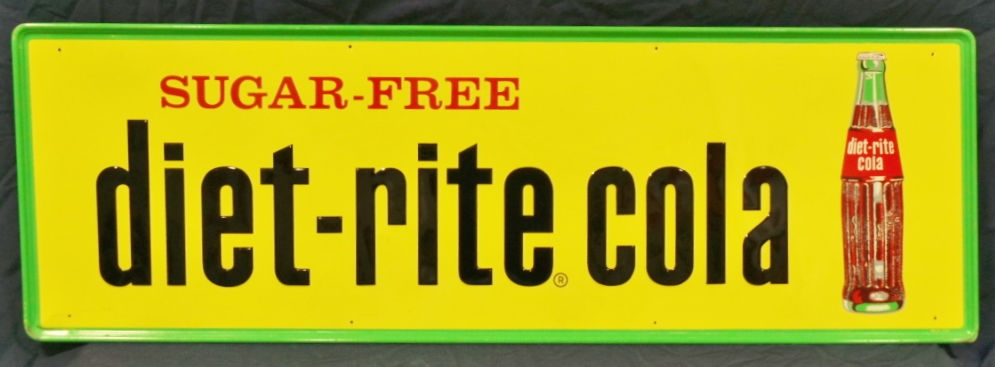 SUGAR-FREE
diet-rite cola®
diet-rite
cola